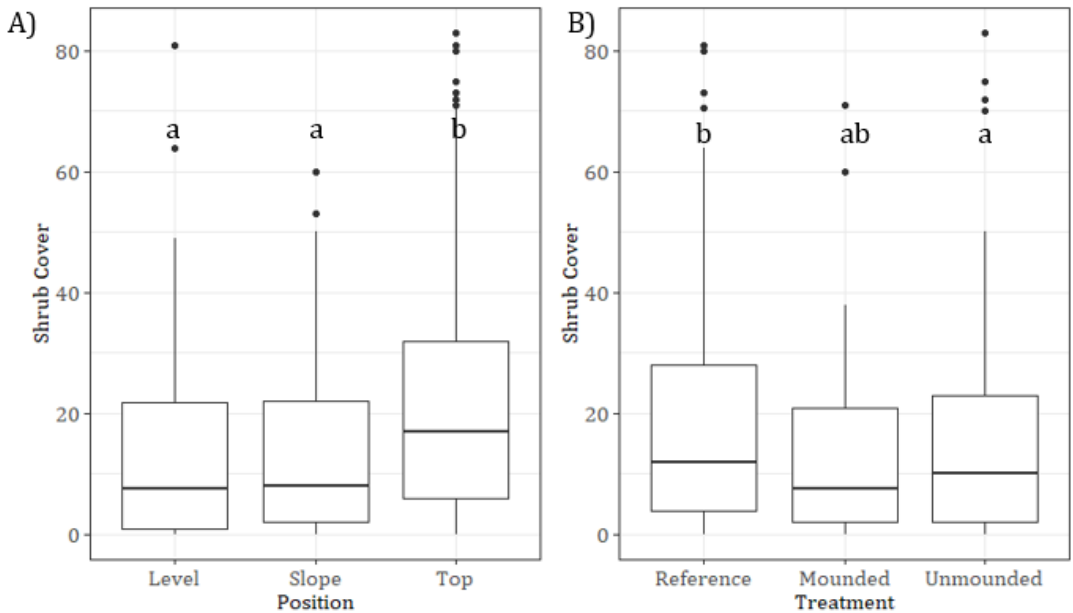 A)
Shrub Cover
80
60
40
20
0
a
a
b
Level
Slope
Top
Position
B)
Shrub Cover
80
60
40
20
0
b
ab
a
Reference
Mounded
Unmounded
Treatment